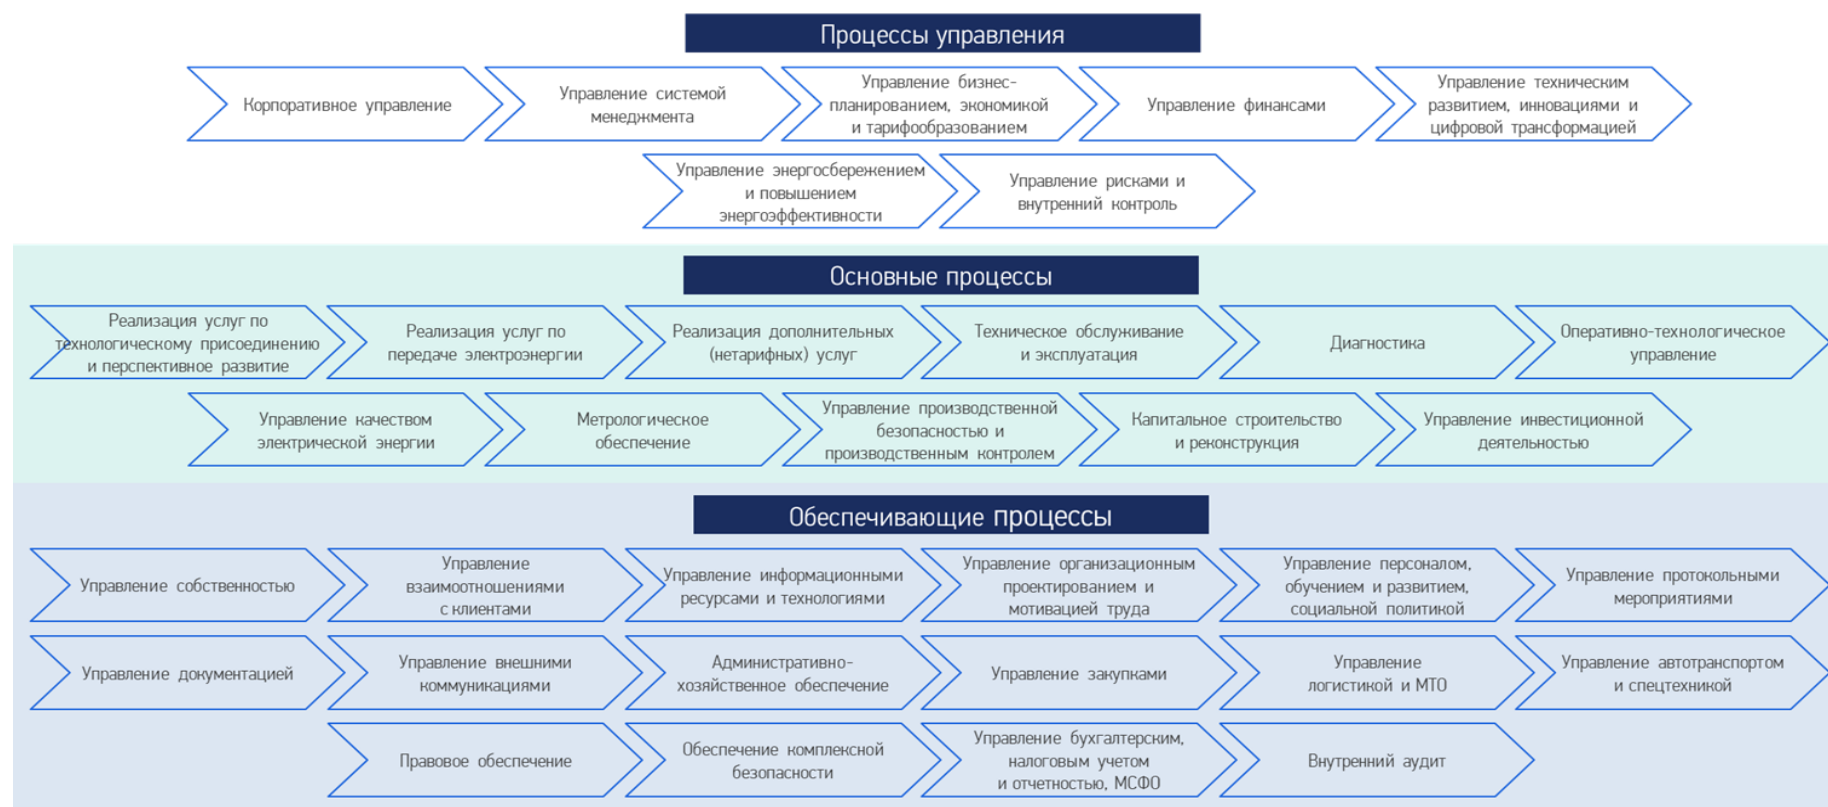 Процессы управления
Корпоративное управление
Управление системой
менеджмента
Управление бизнес-
планированием, экономикой
и тарифообразованием
Управление финансами
Управление техническим
развитием, инновациями и
цифровой трансформацией
Управление энергосбережением
и повышением
энергоэффективности
Управление рисками и
внутренний контроль
Основные процессы
Реализация услуг по
технологическому присоединению
и перспективное развитие
Реализация услуг по
передаче электроэнергии
Реализация дополнительных
(нетарифных) услуг
Техническое обслуживание
и эксплуатация
Диагностика
Оперативно-технологическое
управление
Управление качеством
электрической энергии
Метрологическое
обеспечение
Управление производственной
безопасностью и
производственным контролем
Капитальное строительство
и реконструкция
Управление инвестиционной
деятельностью
Обеспечивающие процессы
Управление собственностью
Управление
взаимоотношениями
с клиентами
Управление информационными
ресурсами и технологиями
Управление организационным
проектированием и
мотивацией труда
Управление персоналом,
обучением и развитием,
социальной политикой
Управление протокольными
мероприятиями
Управление документацией
Управление внешними
коммуникациями
Административно-
хозяйственное обеспечение
Управление закупками
Управление
логистикой и МТО
Управление автотранспортом
и спецтехникой
Правовое обеспечение
Обеспечение комплексной
безопасности
Управление бухгалтерским,
налоговым учетом
и отчетностью, МСФО
Внутренний аудит